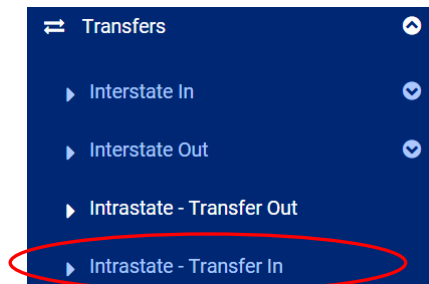 Transfers
Interstate In
Interstate Out
Intrastate - Transfer Out
Intrastate - Transfer In